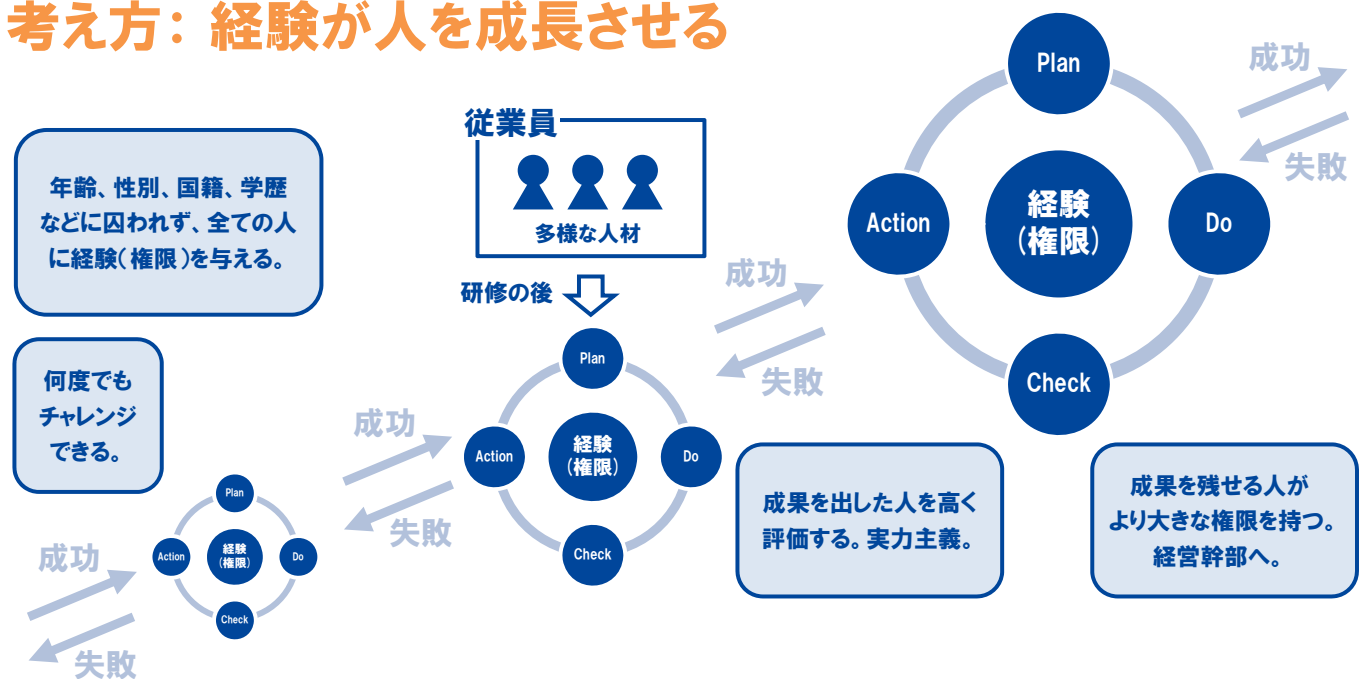 考え方：経験が人を成長させる
年齢、性別、国籍、学歴
などに囚われず、全ての人
に経験（権限）を与える。
何度でも
チャレンジ
できる。
従業員
多様な人材
研修の後
成功
失敗
Plan
Action
経験
（権限）
Do
Check
成功
失敗
Plan
Action
経験
（権限）
Do
Check
成功
失敗
Plan
Action
経験
（権限）
Do
Check
成功
失敗
成果を出した人を高く
評価する。実力主義。
成果を残せる人が
より大きな権限を持つ。
経営幹部へ。